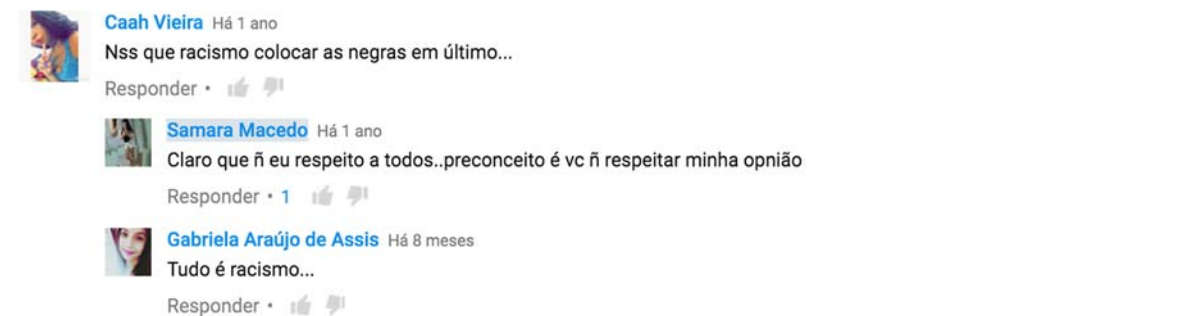 Caah Vieira Há 1 ano
Nss que racismo colocar as negras em último...
Responder •
Samara Macedo Há 1 ano
Claro que ñ eu respeito a todos..preconceito é vc ñ respeitar minha opnião
Responder • 1
Gabriela Araújo de Assis Há 8 meses
Tudo é racismo...
Responder •